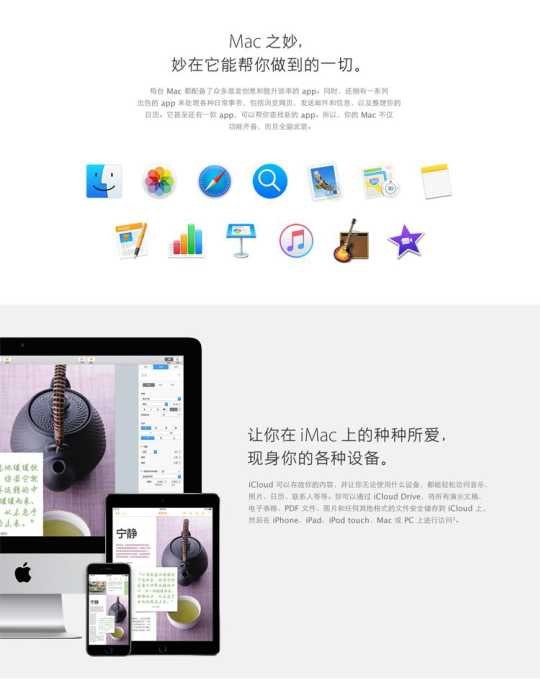 Mac 之妙，
妙在它能帮你做到的一切。
每台 Mac 都配备了众多激发创意和提升效率的 app。同时，还拥有一系列
出色的 app 来处理各种日常事务，包括浏览网页、发送邮件和信息，以及整理你的
日历。它甚至还有一款 app，可以帮你查找新的 app。所以，你的 Mac 不仅
功能齐备，而且全副武装。
让你在 iMac 上的种种所爱，
现身你的各种设备。
iCloud 可以存放你的内容，并让你无论使用什么设备，都能轻松访问音乐、
照片、日历、联系人等等。你可以通过 iCloud Drive，将所有演示文稿、
电子表格、PDF 文件、图片和任何其他格式的文件安全储存到 iCloud 上，
然后在 iPhone、iPad、iPod touch、Mac 或 PC 上进行访问
宁静
宁静